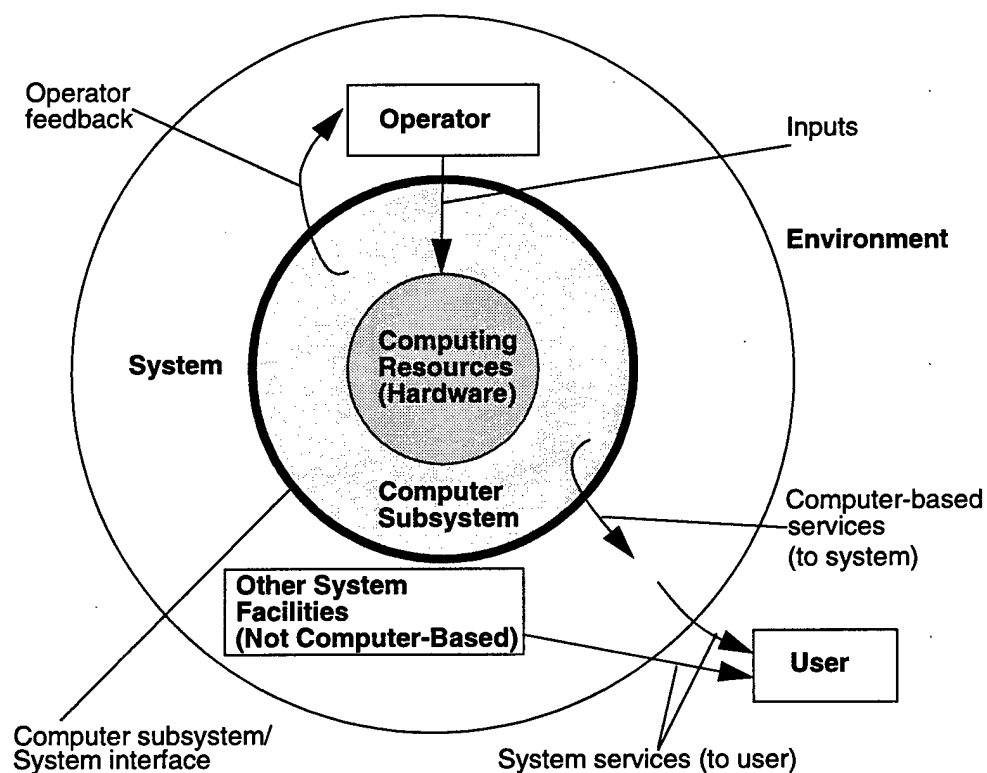 Operator
feedback
Operator
Inputs
Environment
System
Computing
Resources
(Hardware)
Computer
Subsystem
Computer-based
services
(to system)
Other System
Facilities
(Not Computer-Based)
User
Computer subsystem/
System interface
System services (to user)